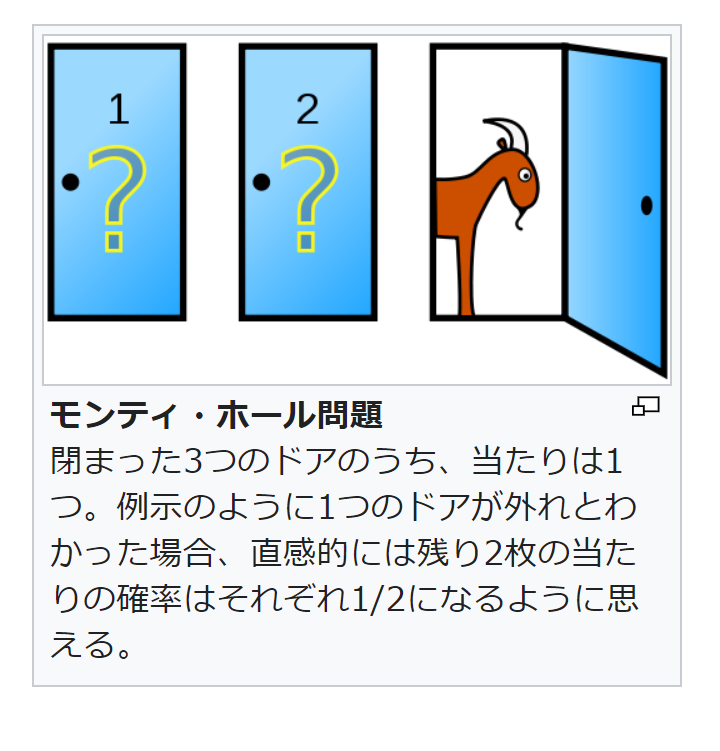 1
2
?
?
モンティ・ホール問題
閉まった3つのドアのうち、当たりは1
つ。例示のように1つのドアが外れとわ
かった場合、直感的には残り2枚の当た
りの確率はそれぞれ1/2になるように思
える。